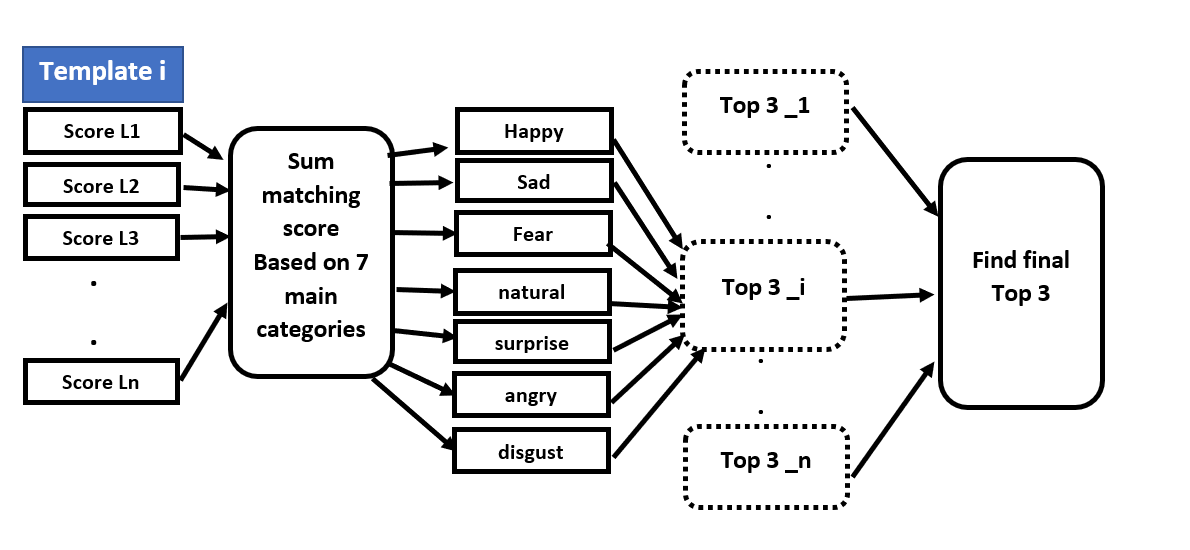 Template i
Score L1
Score L2
Score L3
.
.
Score Ln
Sum
matching
score
Based on 7
main
categories
Happy
Sad
Fear
natural
surprise
angry
disgust
Top 3 _1
.
.
Top 3 _i
.
.
Top 3 _n
Find final
Top 3